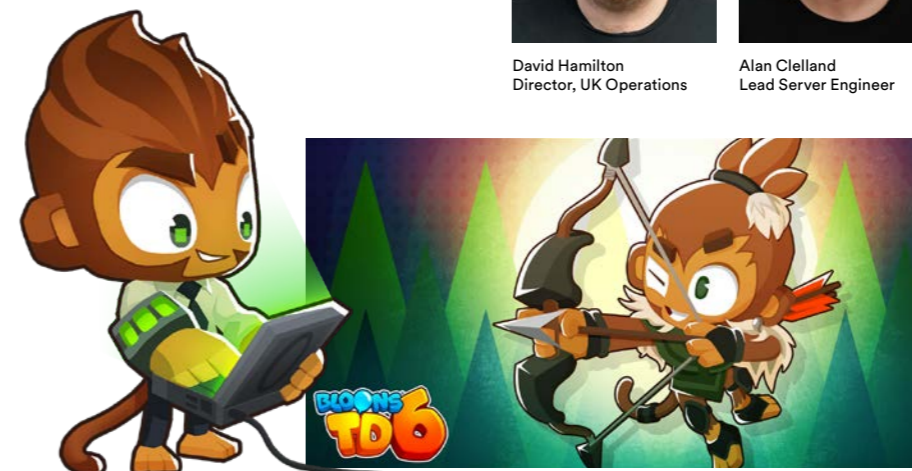 David Hamilton
Director, UK Operations
Alan Clelland
Lead Server Engineer
BLOONS
TD6